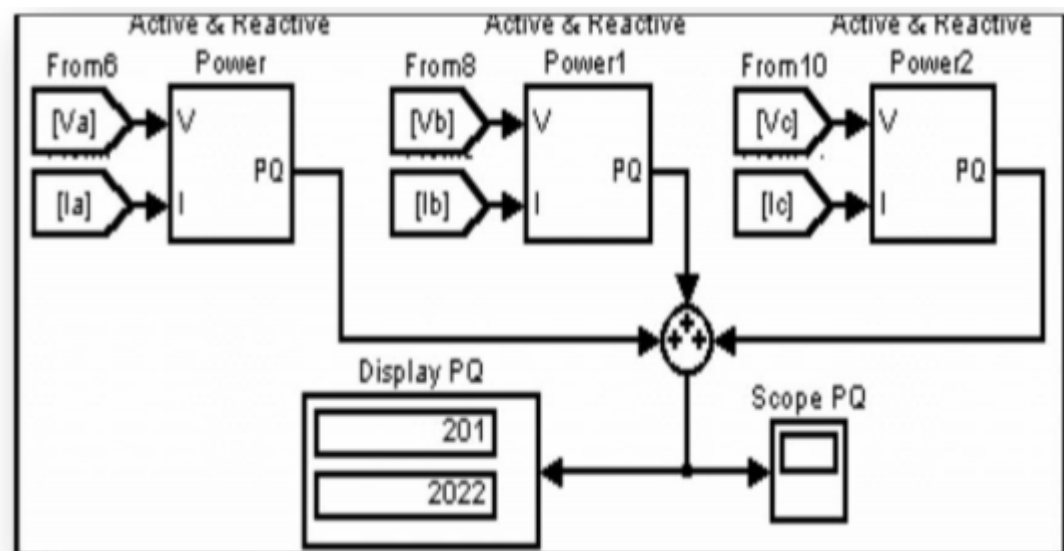 Active & Reactive Active & Reactive Active & Reactive
From6 Power From8 Power1 From10 Power2
[Va] V [Vb] V [Vc] V
PQ PQ PQ
[Ia] I [Ib] I [Ic] I
+ + +
Display PQ
Scope PQ
201
2022